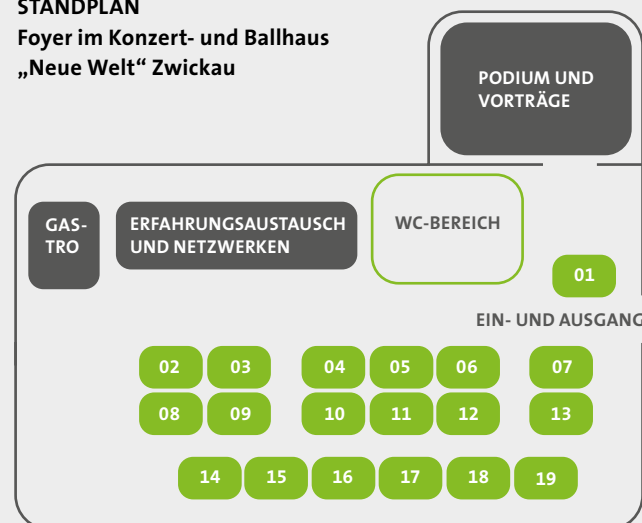 STANDPLAN
Foyer im Konzert- und Ballhaus
„Neue Welt“ Zwickau
PODIUM UND
VORTRÄGE
GAS-
TRO
ERFAHRUNGSAUSTAUSCH
UND NETZWERKEN
WC-BEREICH
01
EIN- UND AUSGANG
02 03 04 05 06 07
08 09 10 11 12 13
14 15 16 17 18 19